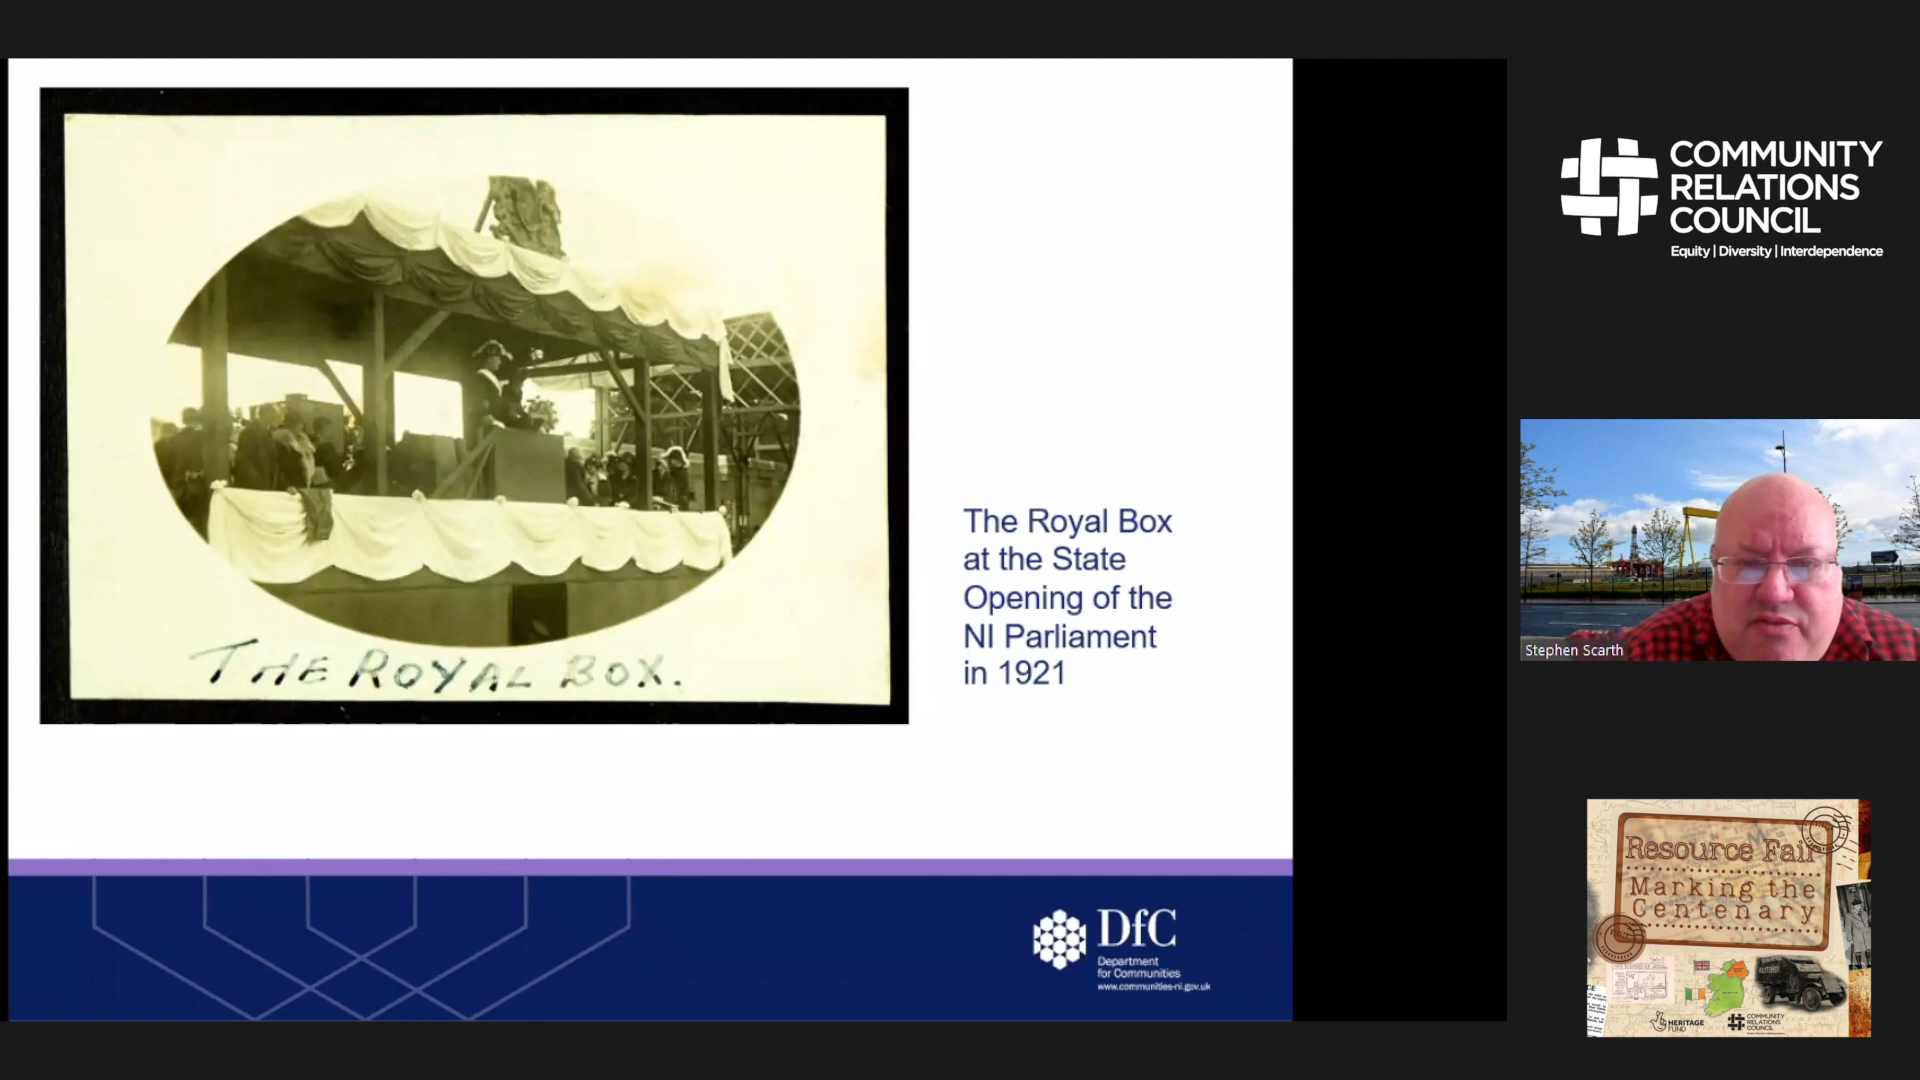 THE ROYAL BOX.
The Royal Box
at the State
Opening of the
NI Parliament
in 1921
DfC
Department
for Communities
www.communities-ni.gov.uk
COMMUNITY
RELATIONS
COUNCIL
Equity | Diversity | Interdependence
Stephen Scarth
Resource Fair
Marking the
Centenary
HERITAGE
FUND
COMMUNITY
RELATIONS
COUNCIL